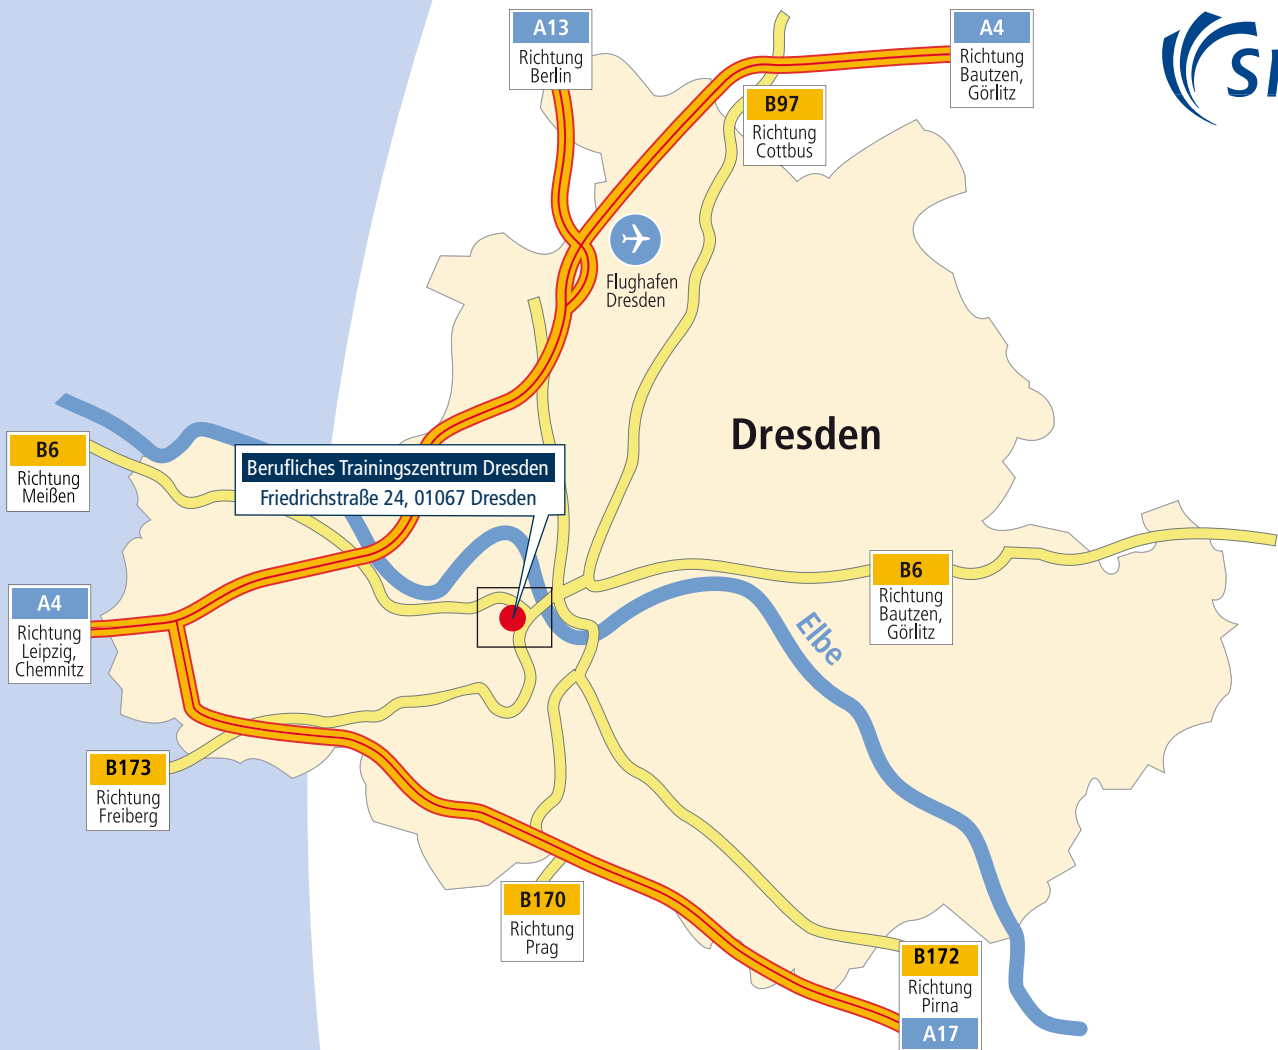 A13
Richtung
Berlin
A4
Richtung
Bautzen,
Görlitz
B97
Richtung
Cottbus
Flughafen
Dresden
Dresden
B6
Richtung
Meißen
Berufliches Trainingszentrum Dresden
Friedrichstraße 24, 01067 Dresden
A4
Richtung
Leipzig,
Chemnitz
B6
Richtung
Bautzen,
Görlitz
Elbe
B173
Richtung
Freiberg
B170
Richtung
Prag
B172
Richtung
Pirna
A17